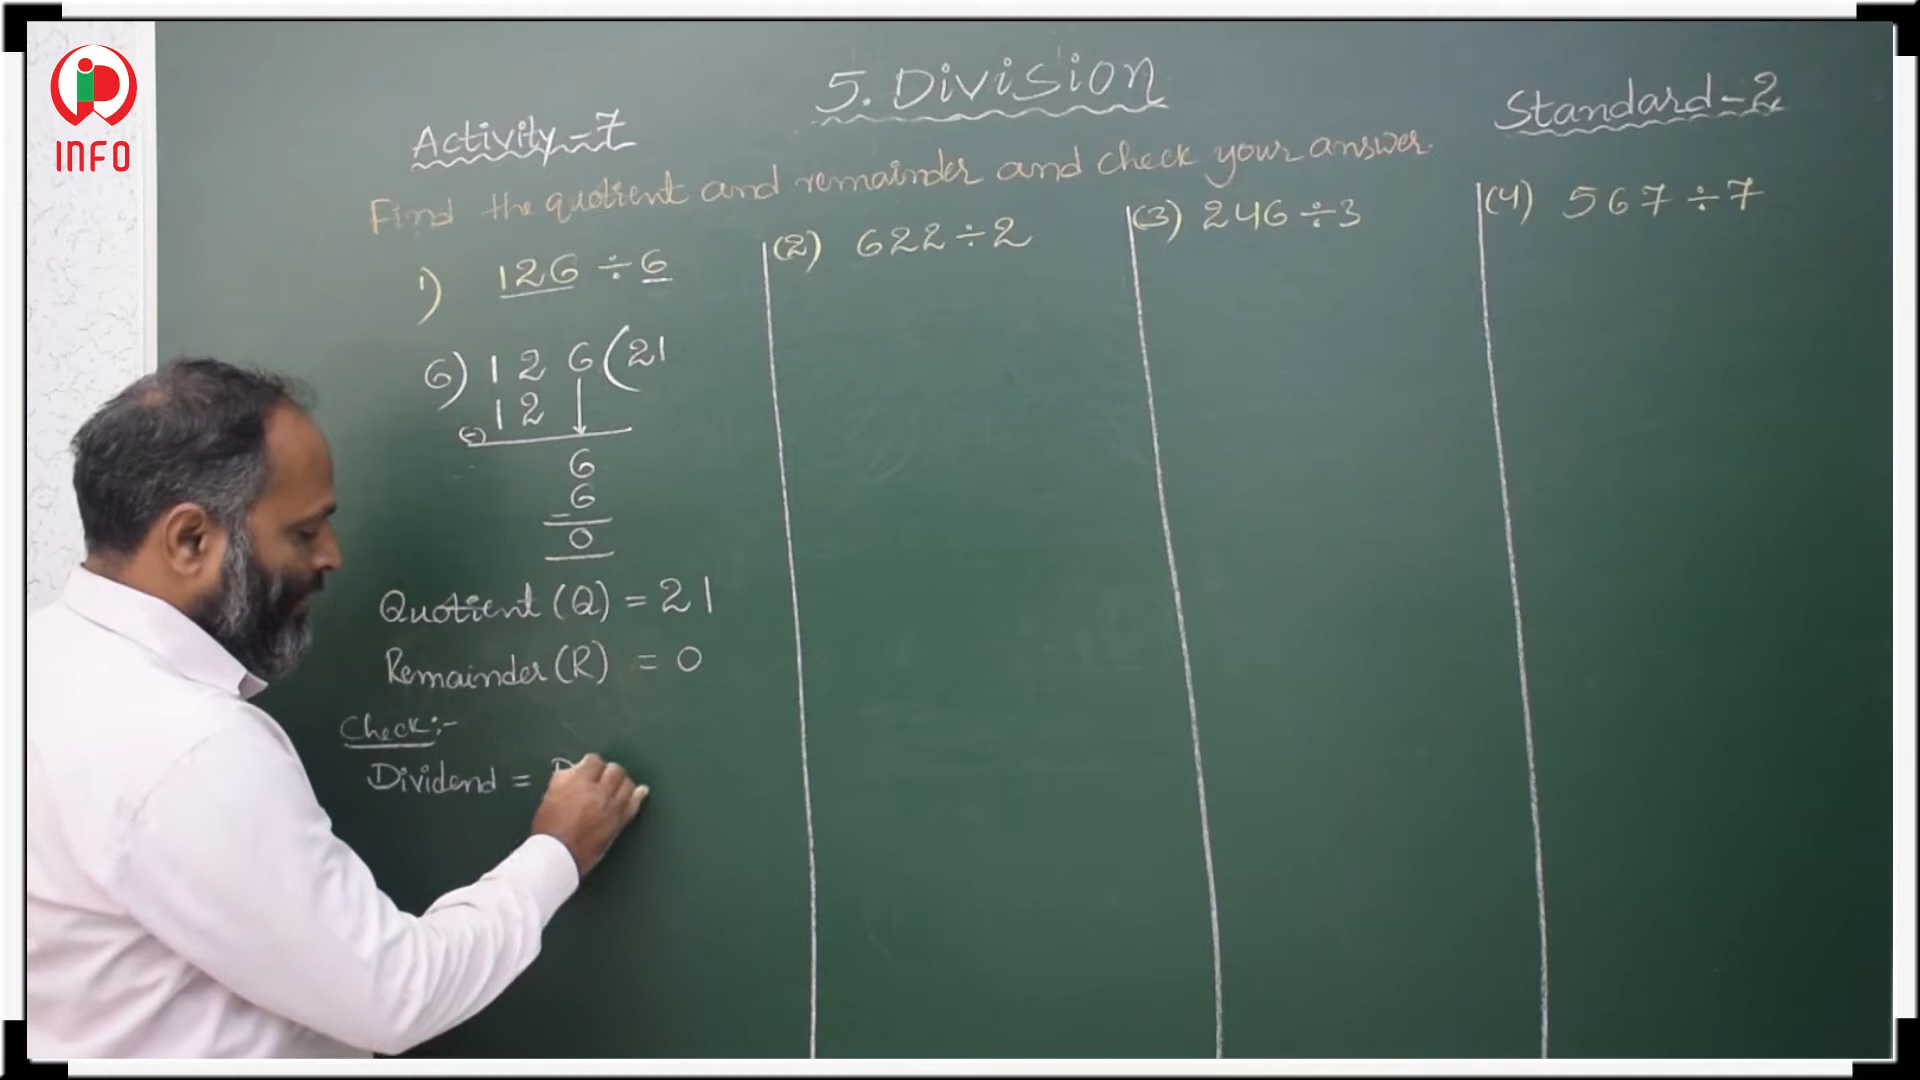 INFO
5. Division
Standard-2
Activity-7
Find the quotient and remainder and check your answer.
1) 126 ÷ 6
(2) 622 ÷ 2
(3) 246 ÷ 3
(4) 567 ÷ 7
6) 1 2 6 ( 21
(-) 1 2
6
- 6
0
Quotient (Q) = 21
Remainder (R) = 0
Check:-
Dividend =